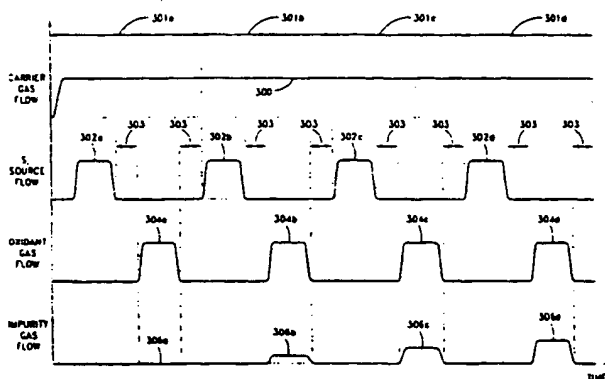 301a 301b 301c 301d
CARRIER
GAS
FLOW
300
303 303 303 303 303 303 303 303
302a 302b 302c 302d
Si
SOURCE
FLOW
304a 304b 304c 304d
OXIDANT
GAS
FLOW
306a 306b 306c 306d
IMPURITY
GAS
FLOW
TIME